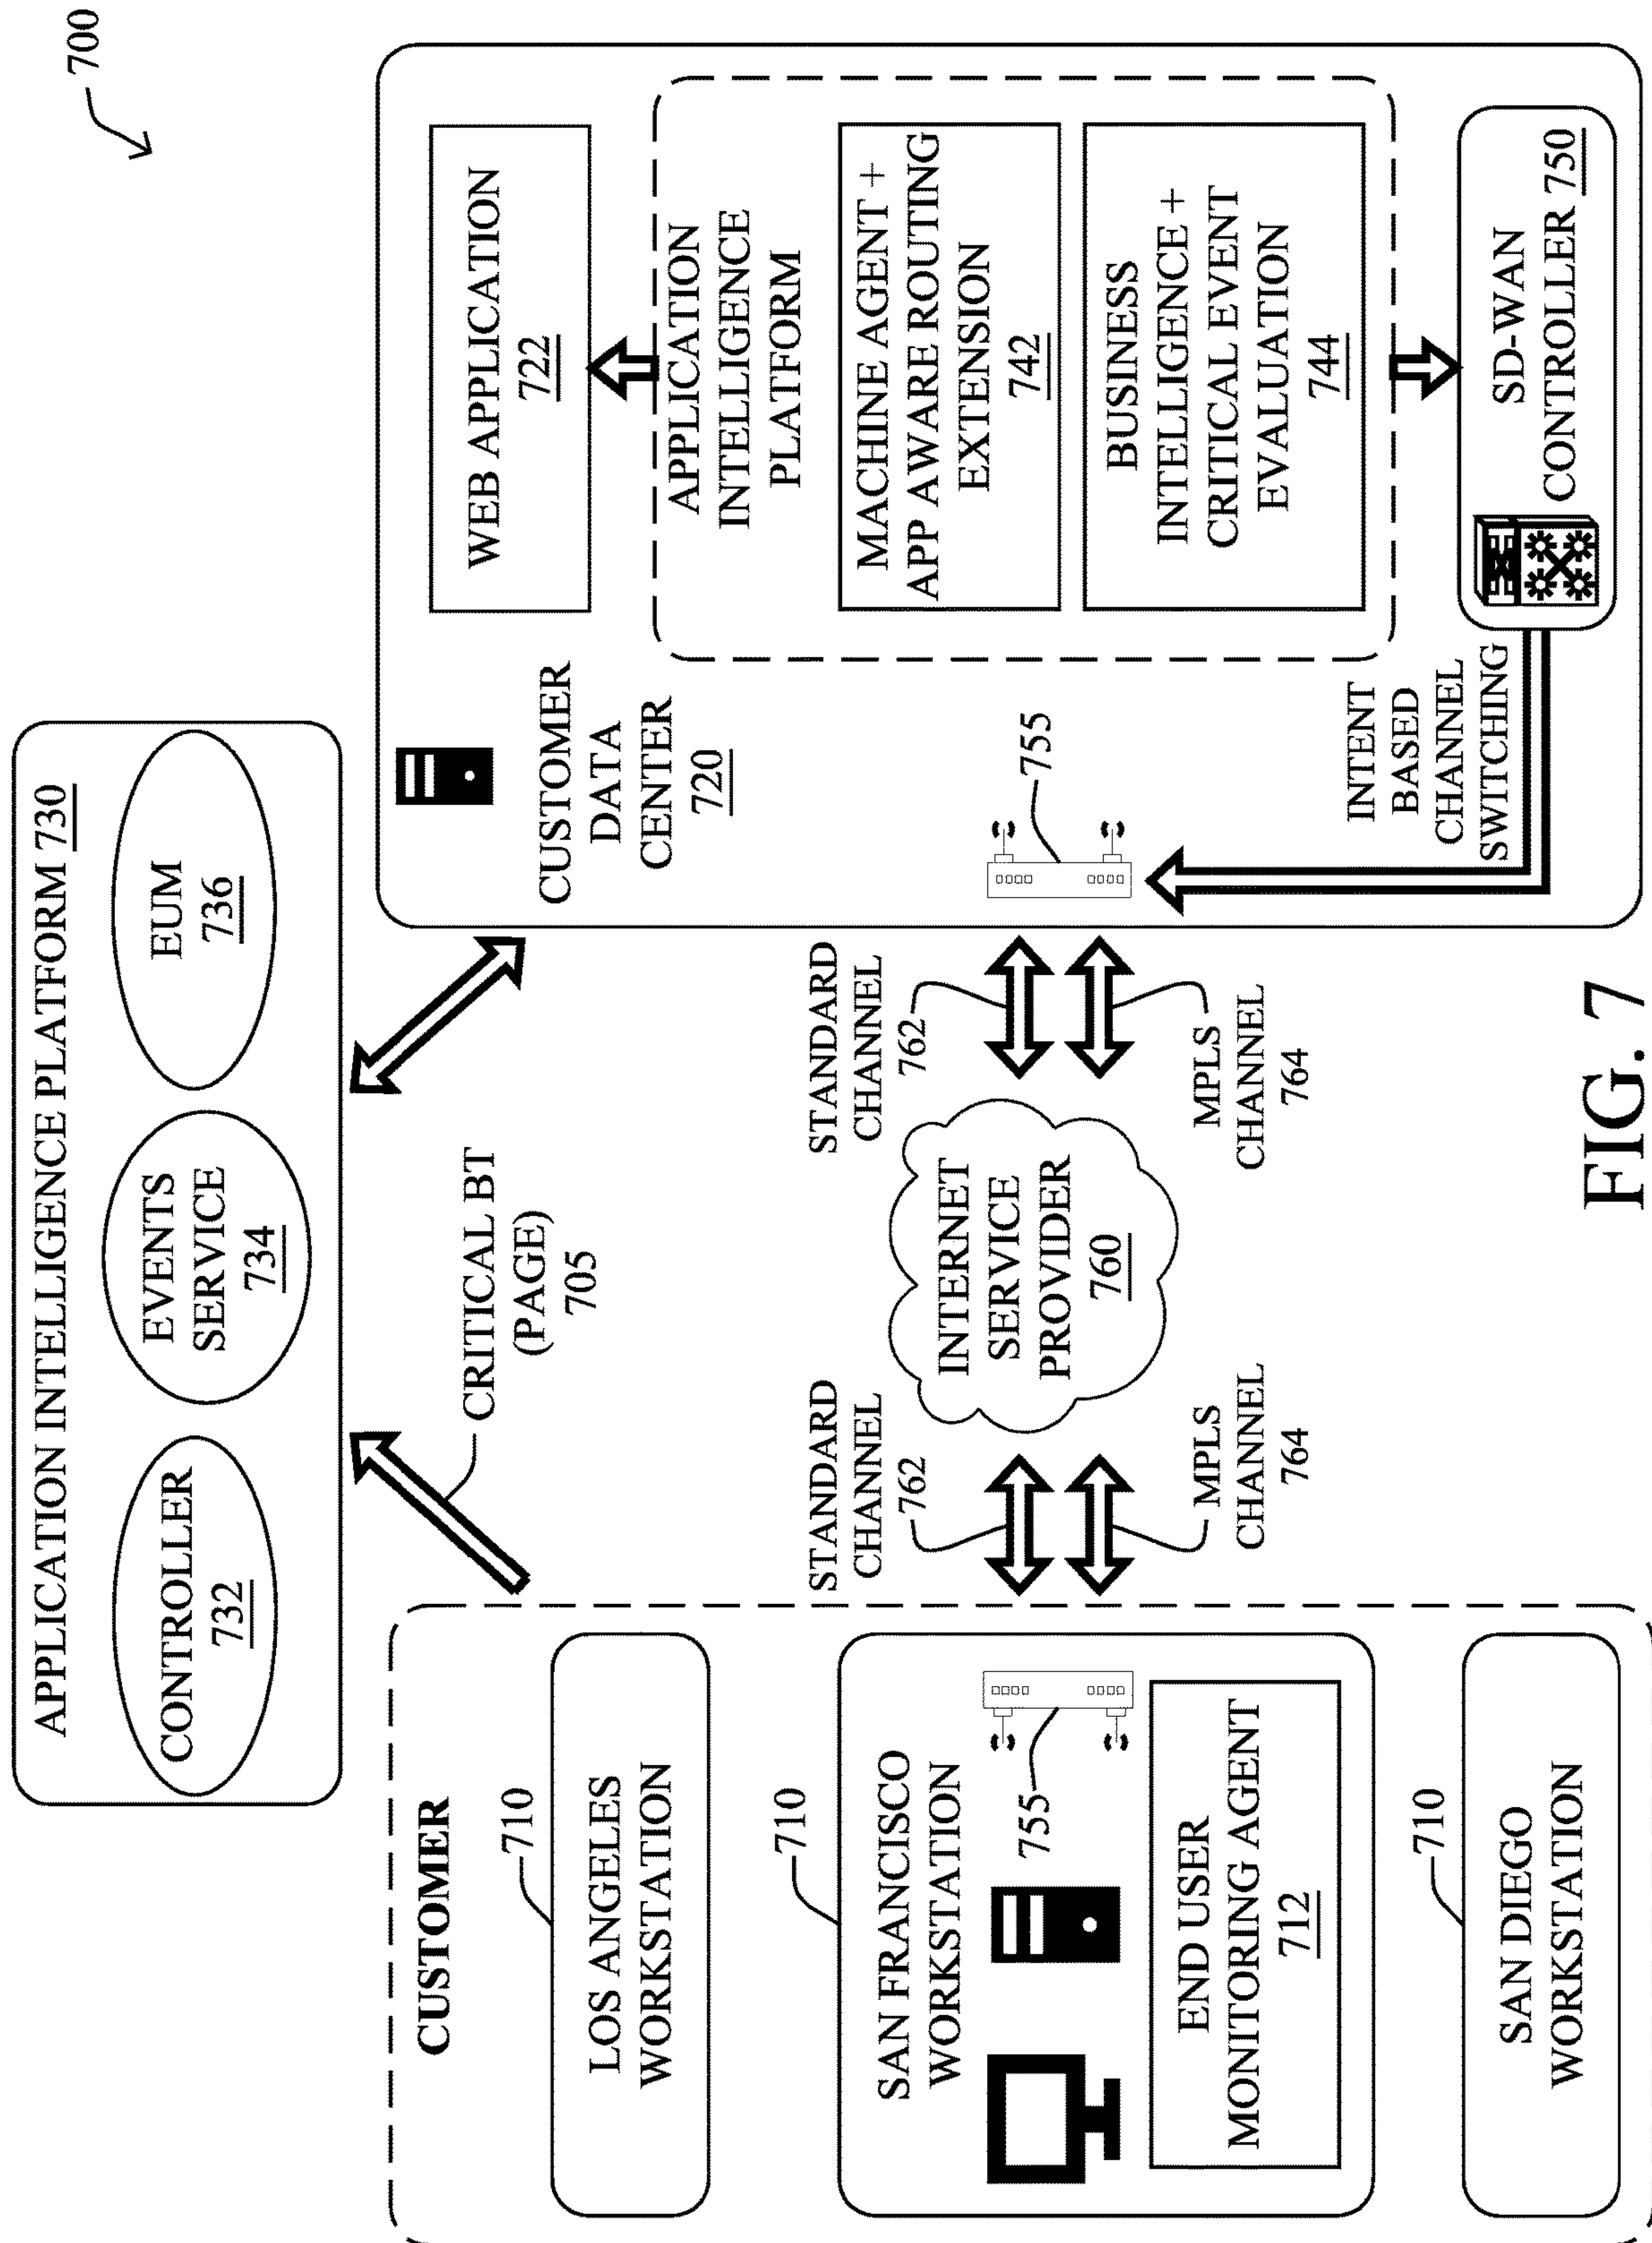 700
APPLICATION INTELLIGENCE PLATFORM 730
CONTROLLER
732
EVENTS
SERVICE
734
EUM
736
CRITICAL BT
(PAGE)
705
CUSTOMER
710
LOS ANGELES
WORKSTATION
710
SAN FRANCISCO
WORKSTATION
755
END USER
MONITORING AGENT
712
710
SAN DIEGO
WORKSTATION
STANDARD
CHANNEL
762
MPLS
CHANNEL
764
INTERNET
SERVICE
PROVIDER
760
STANDARD
CHANNEL
762
MPLS
CHANNEL
764
CUSTOMER
DATA
CENTER
720
755
WEB APPLICATION
722
APPLICATION
INTELLIGENCE
PLATFORM
MACHINE AGENT +
APP AWARE ROUTING
EXTENSION
742
BUSINESS
INTELLIGENCE +
CRITICAL EVENT
EVALUATION
744
INTENT
BASED
CHANNEL
SWITCHING
SD-WAN
CONTROLLER 750
FIG. 7